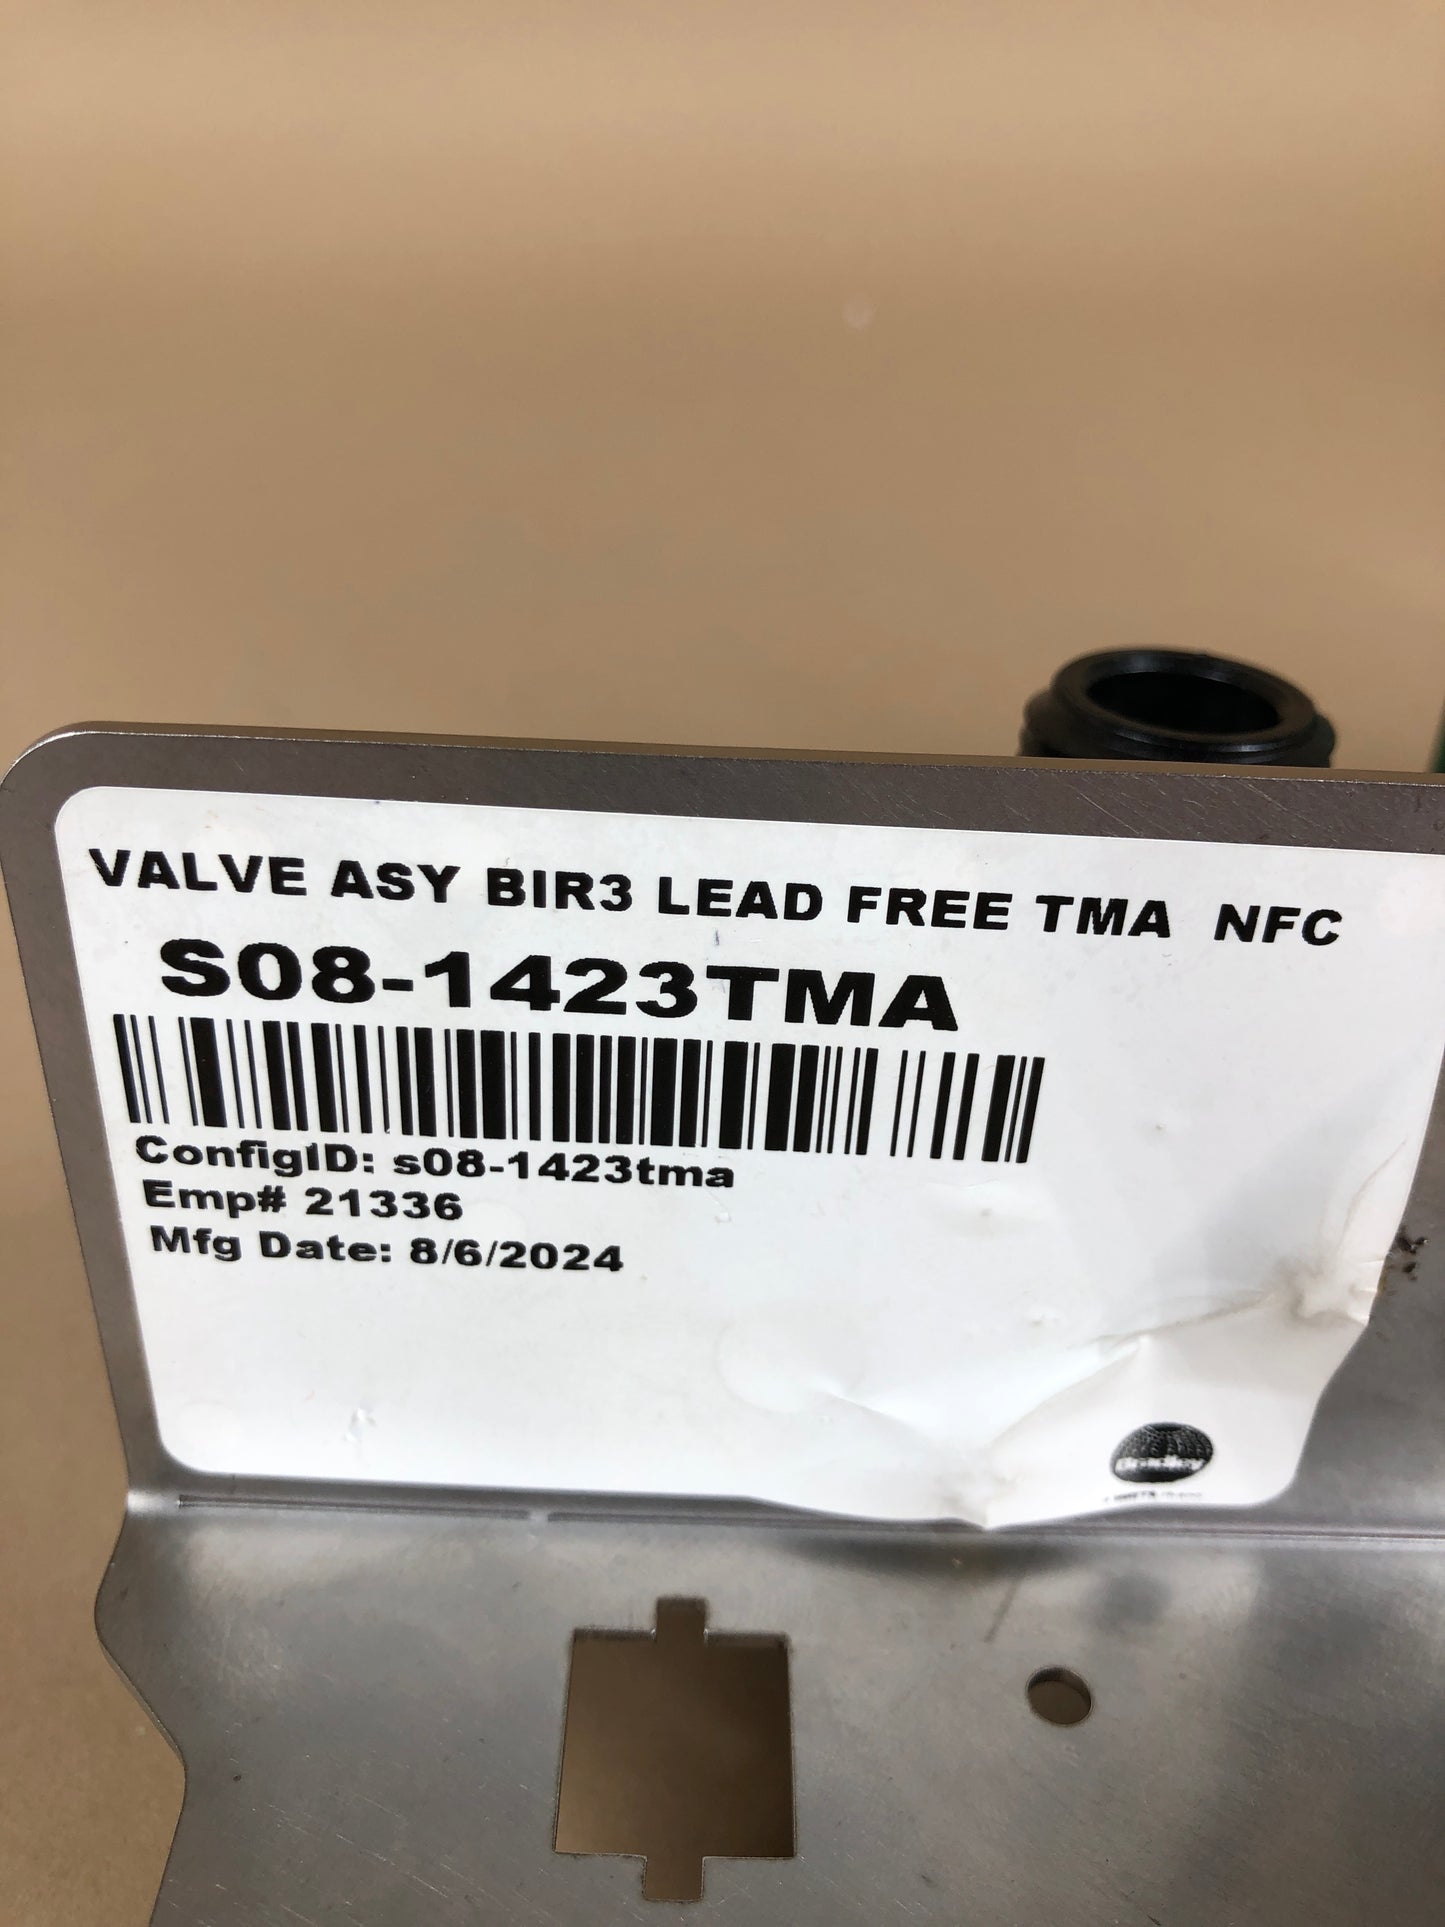 VALVE ASY BIR3 LEAD FREE TMA NFC
S08-1423TMA
ConfigID: s08-1423tma
Emp# 21336
Mfg Date: 8/6/2024
Bradley